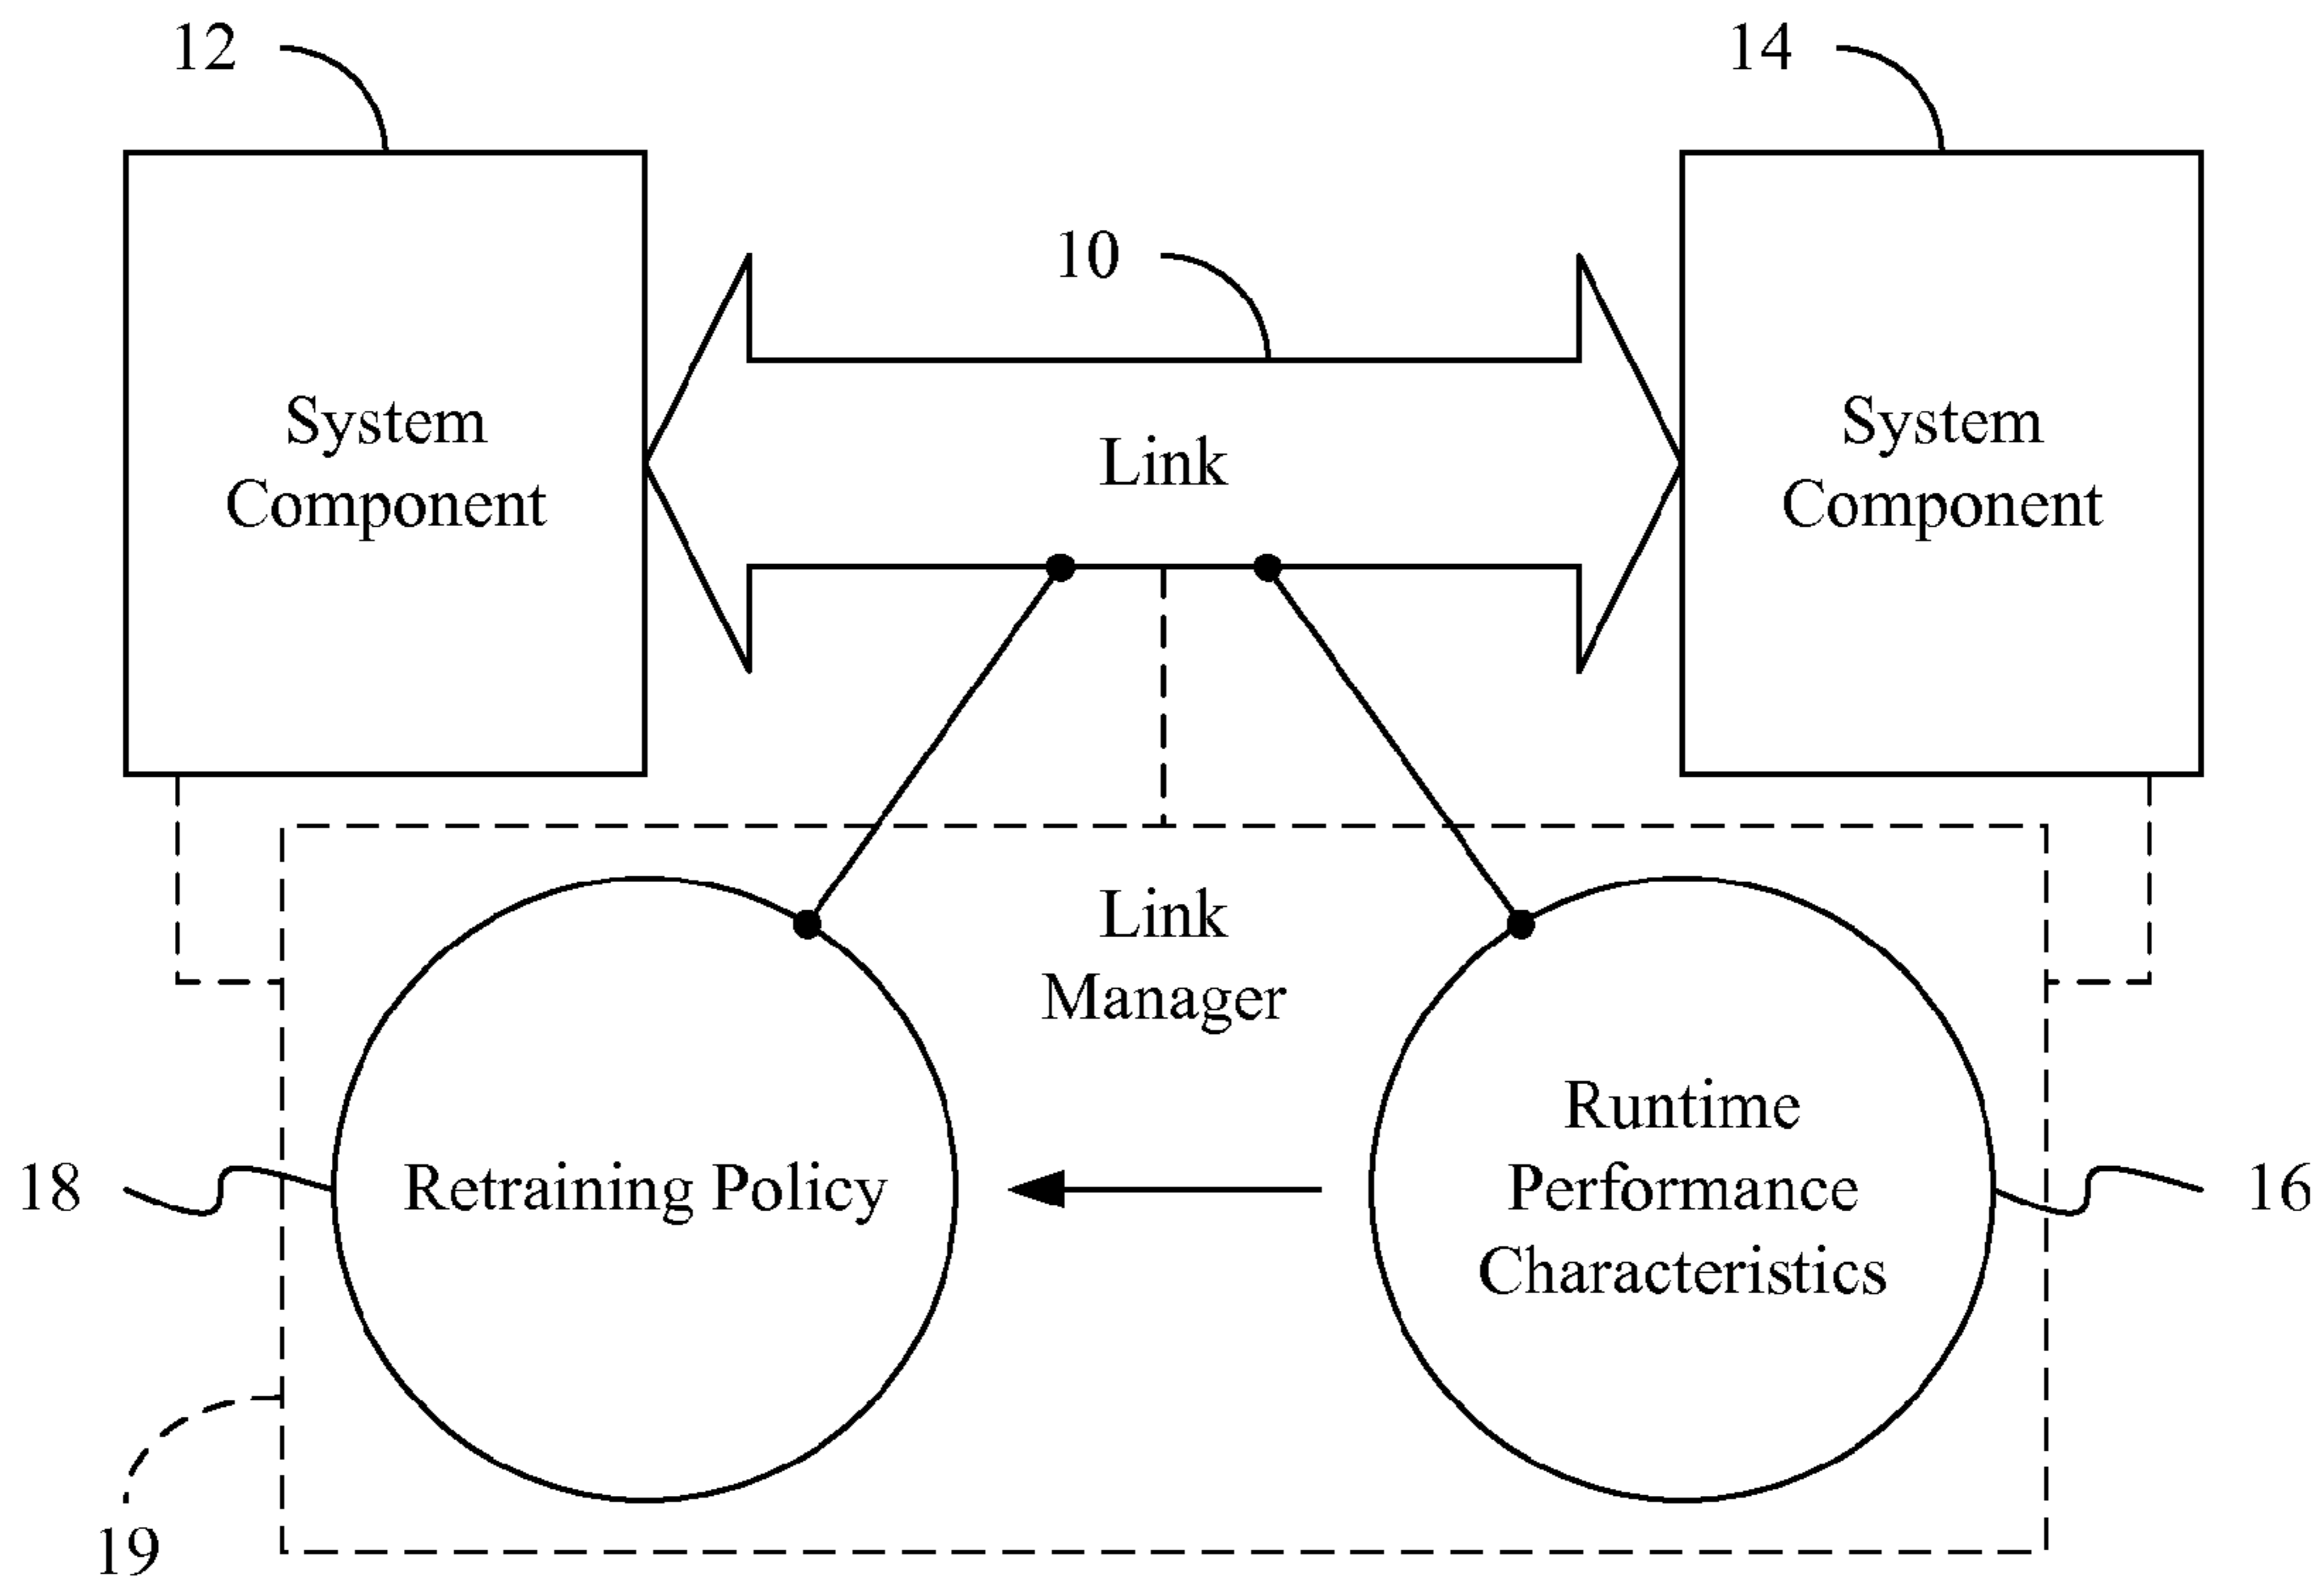 12
14
10
System
Component
Link
System
Component
Link
Manager
18
Retraining Policy
Runtime
Performance
Characteristics
16
19